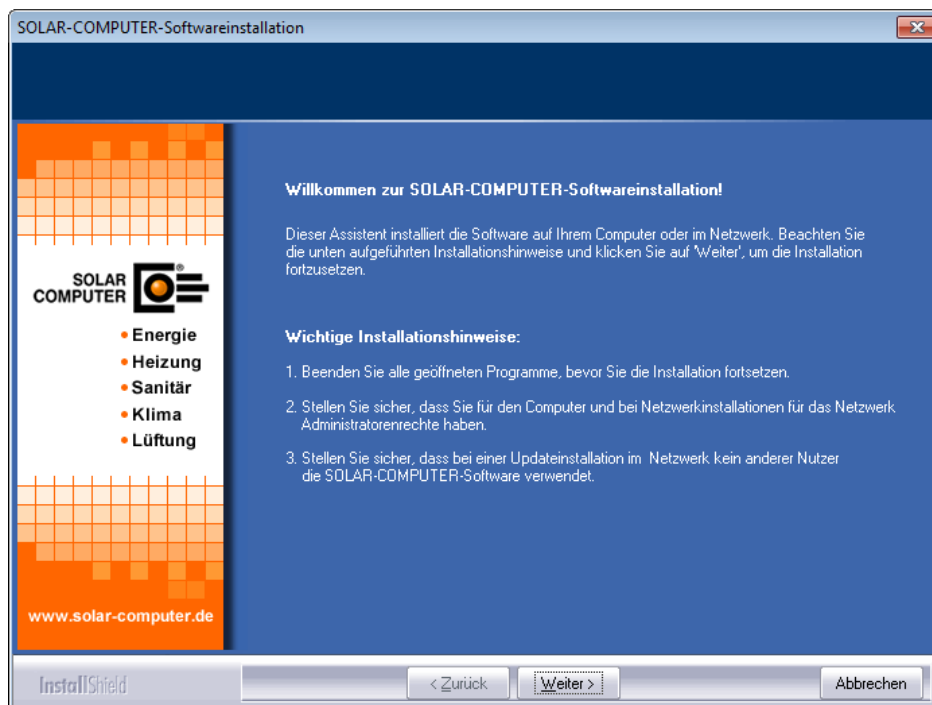 SOLAR-COMPUTER-Softwareinstallation
SOLAR
COMPUTER
®
• Energie
• Heizung
• Sanitär
• Klima
• Lüftung
www.solar-computer.de
Willkommen zur SOLAR-COMPUTER-Softwareinstallation!
Dieser Assistent installiert die Software auf Ihrem Computer oder im Netzwerk. Beachten Sie
die unten aufgeführten Installationshinweise und klicken Sie auf 'Weiter', um die Installation
fortzusetzen.
Wichtige Installationshinweise:
1. Beenden Sie alle geöffneten Programme, bevor Sie die Installation fortsetzen.
2. Stellen Sie sicher, dass Sie für den Computer und bei Netzwerkinstallationen für das Netzwerk
Administratorenrechte haben.
3. Stellen Sie sicher, dass bei einer Updateinstallation im Netzwerk kein anderer Nutzer
die SOLAR-COMPUTER-Software verwendet.
InstallShield
< Zurück
Weiter >
Abbrechen